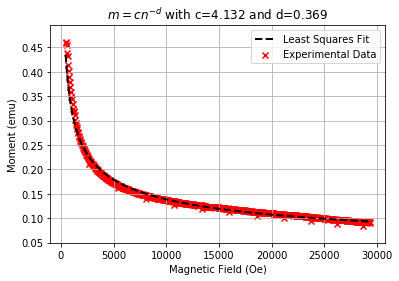 m = cn^{-d} with c=4.132 and d=0.369
Least Squares Fit
Experimental Data
0.45
0.40
0.35
0.30
0.25
0.20
0.15
0.10
0.05
Moment (emu)
0 5000 10000 15000 20000 25000 30000
Magnetic Field (Oe)